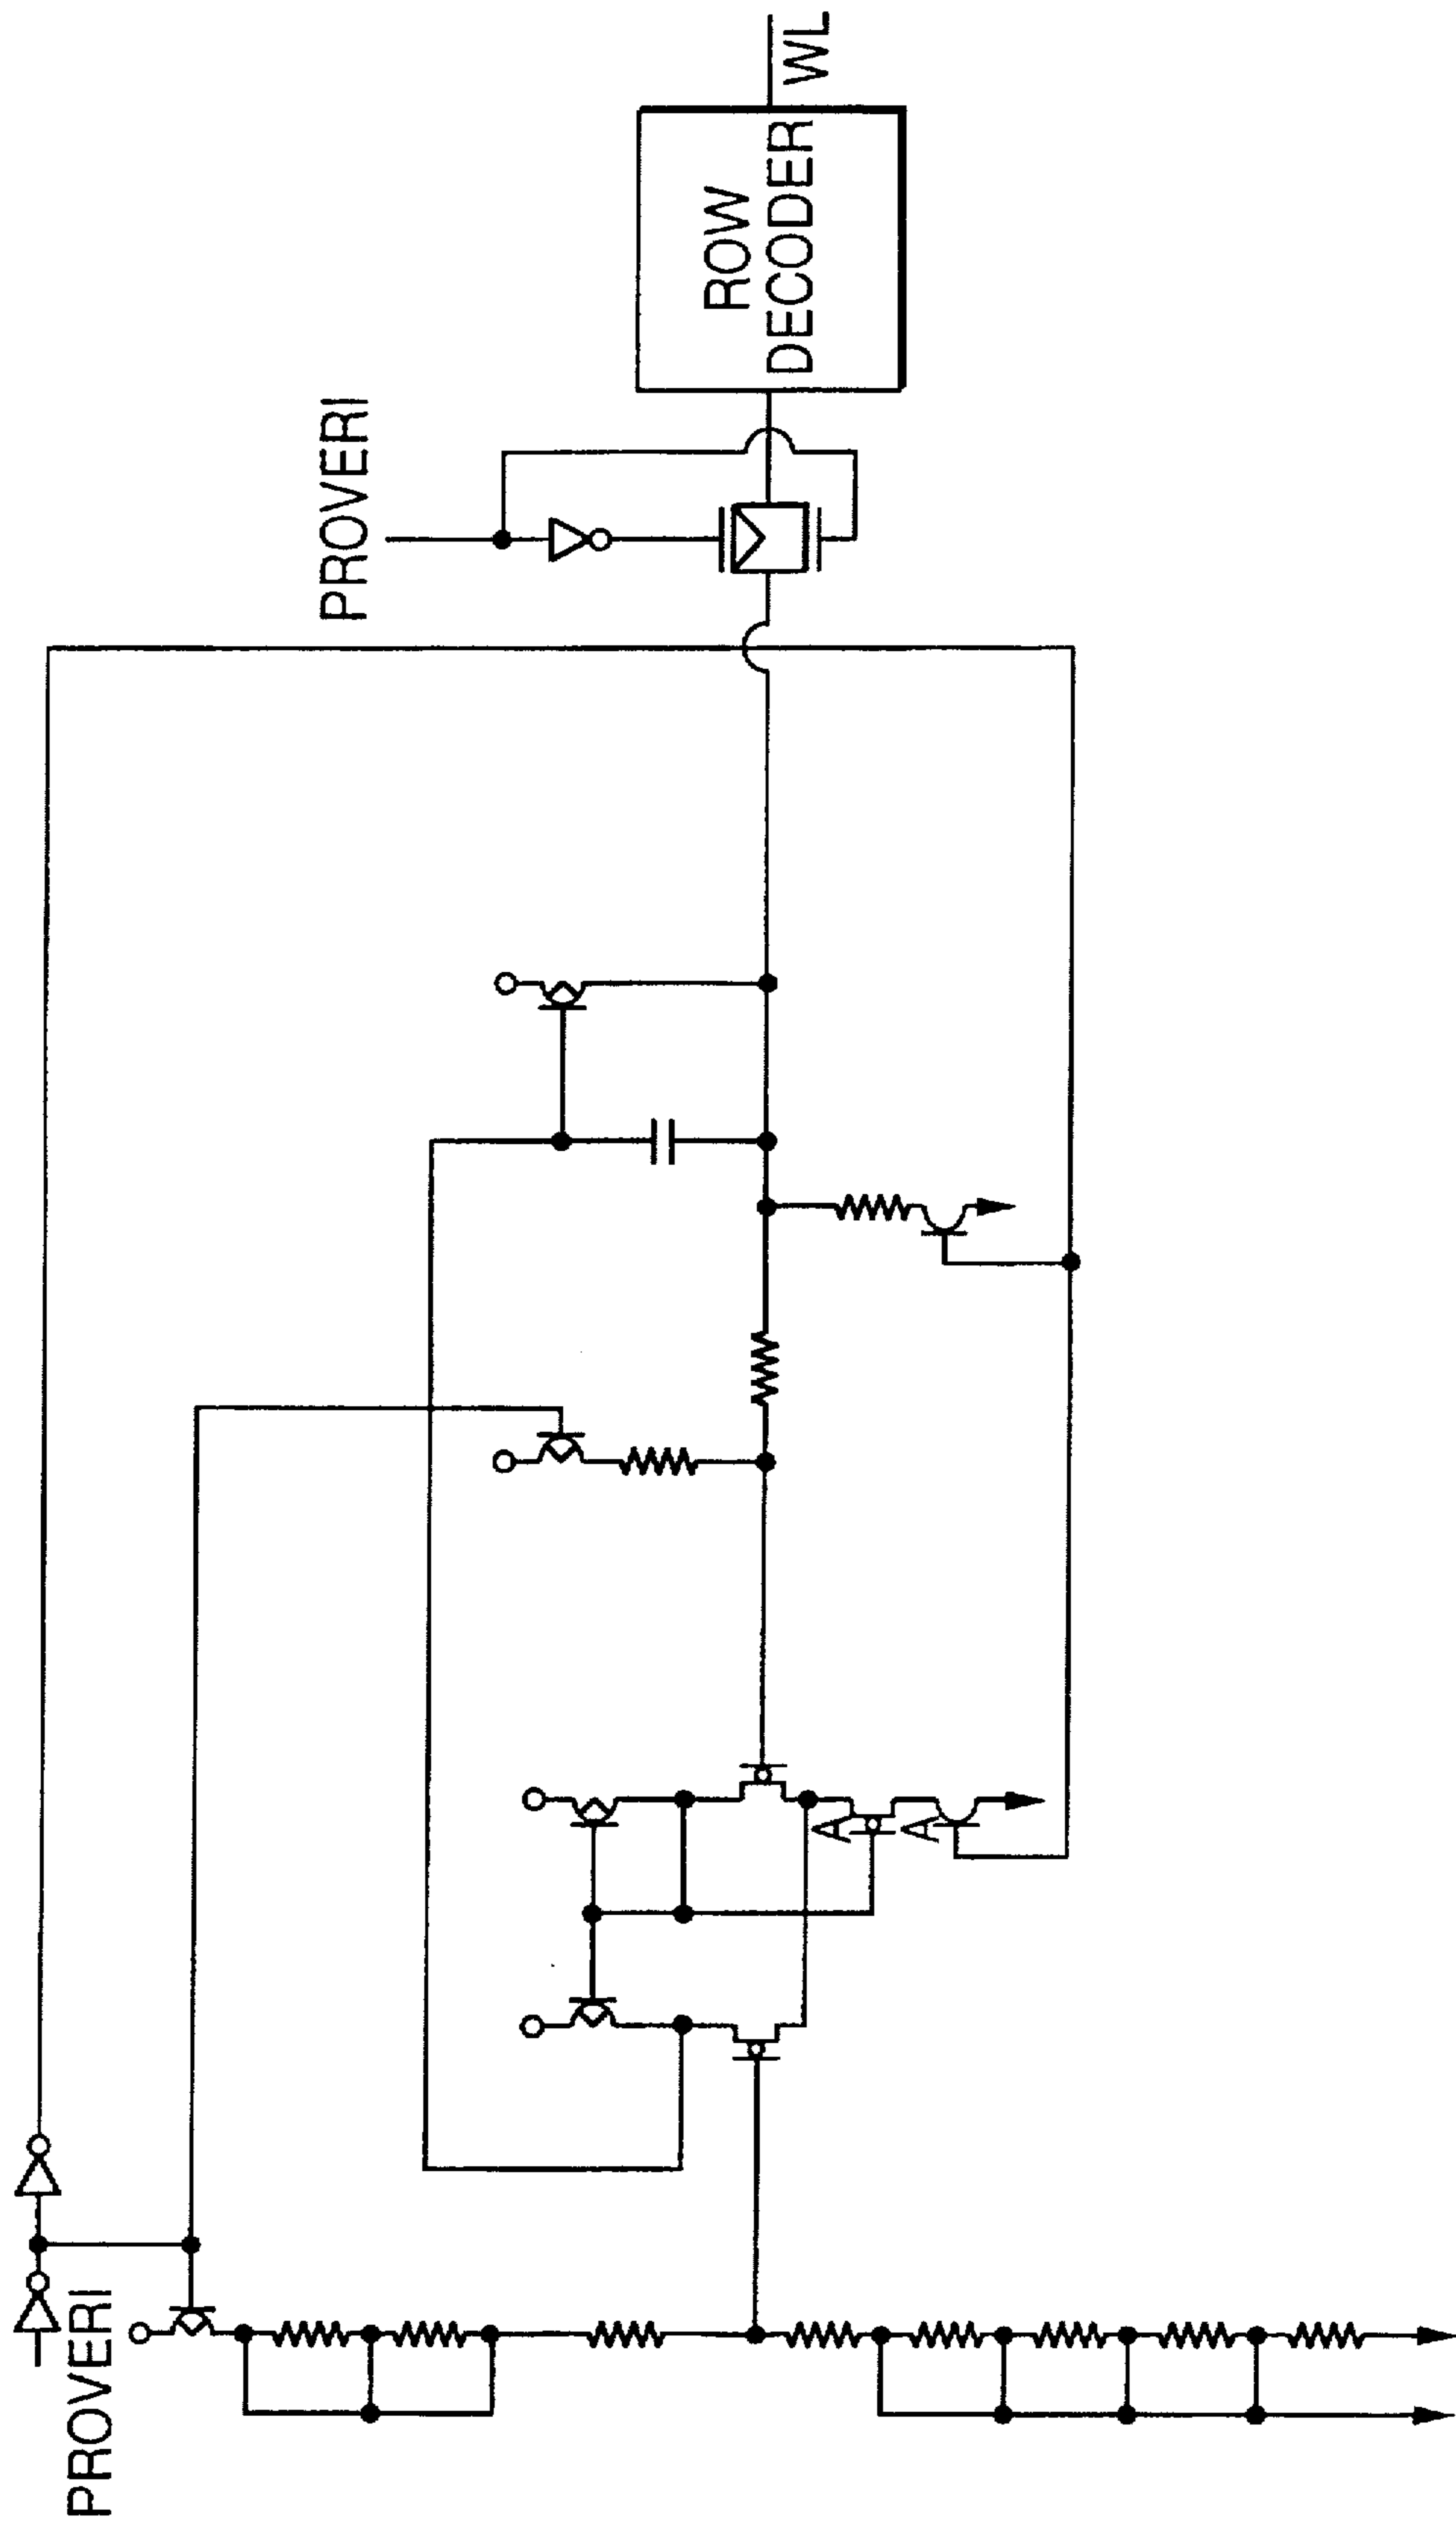 PROVERI
PROVERI
A
A
ROW
DECODER
WL